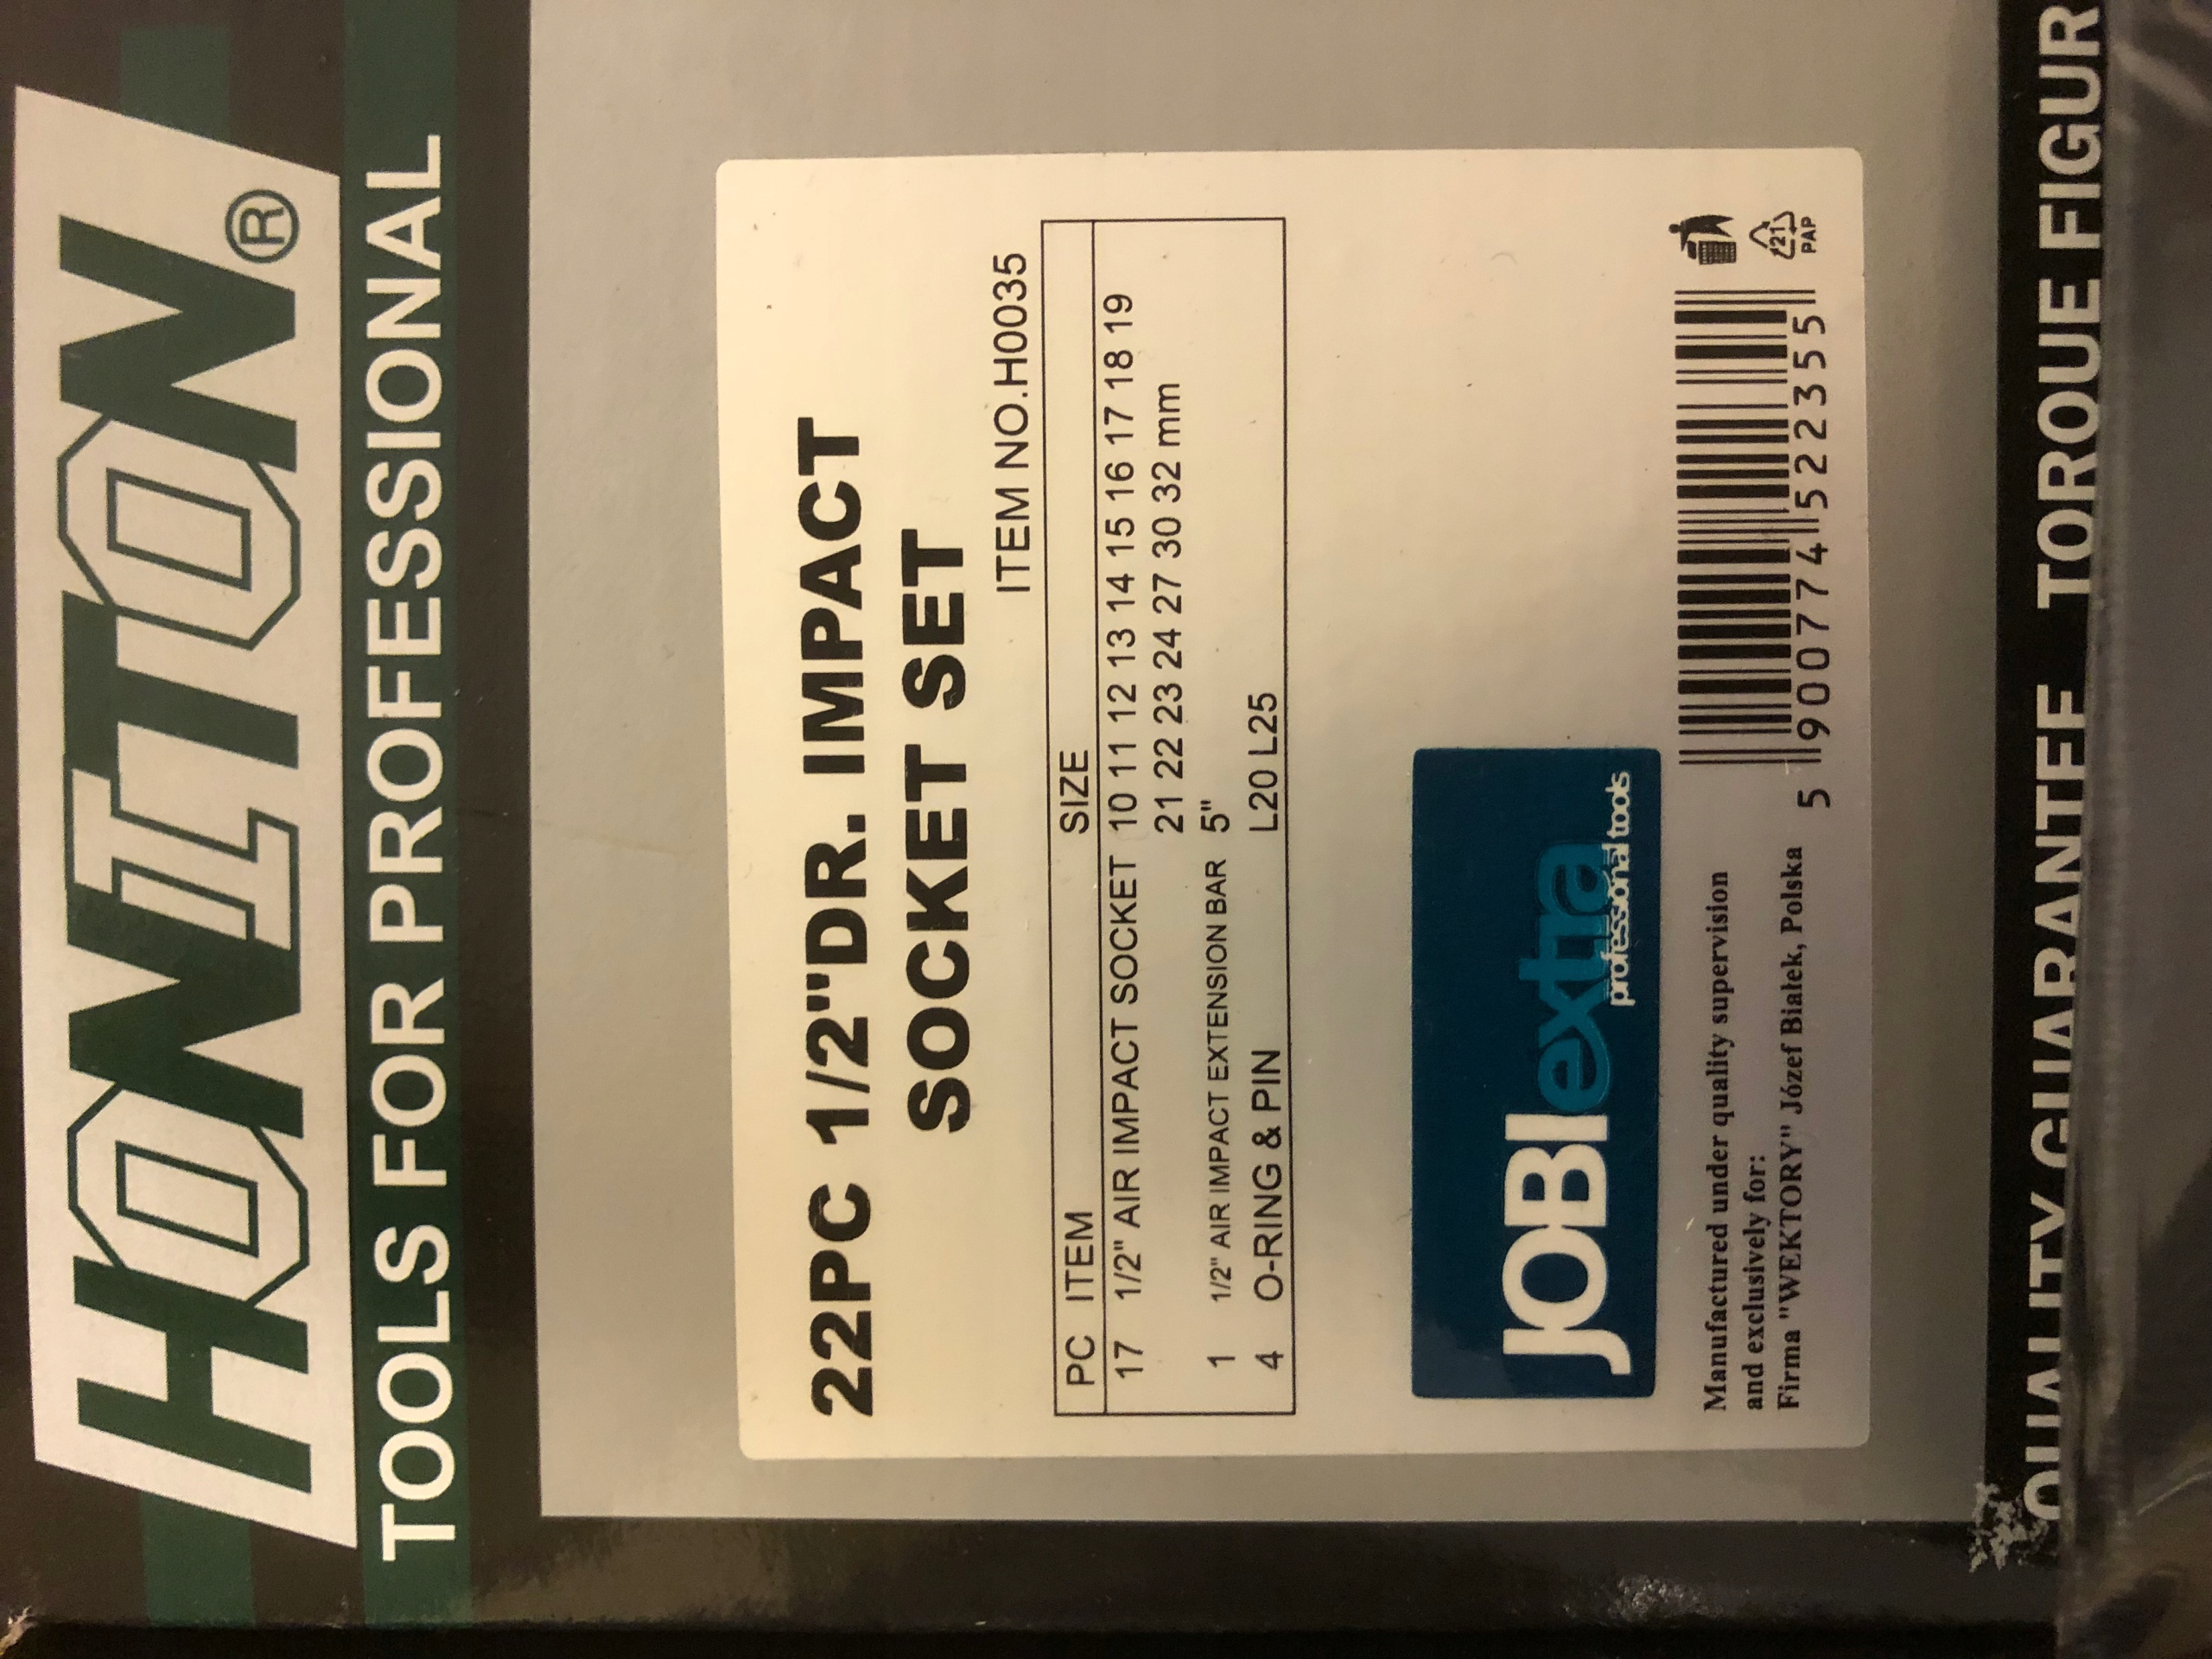 HONITON®
TOOLS FOR PROFESSIONAL
22PC 1/2"DR. IMPACT
SOCKET SET
ITEM NO.H0035
PC ITEM SIZE
17 1/2" AIR IMPACT SOCKET 10 11 12 13 14 15 16 17 18 19
21 22 23 24 27 30 32 mm
1 1/2" AIR IMPACT EXTENSION BAR 5"
4 O-RING & PIN L20 L25
JOBIextra
professional tools
Manufactured under quality supervision
and exclusively for:
Firma "WEKTORY" Józef Białek, Polska
5 900774 522355
21
PAP
QUALITY GUARANTEE TORQUE FIGUR